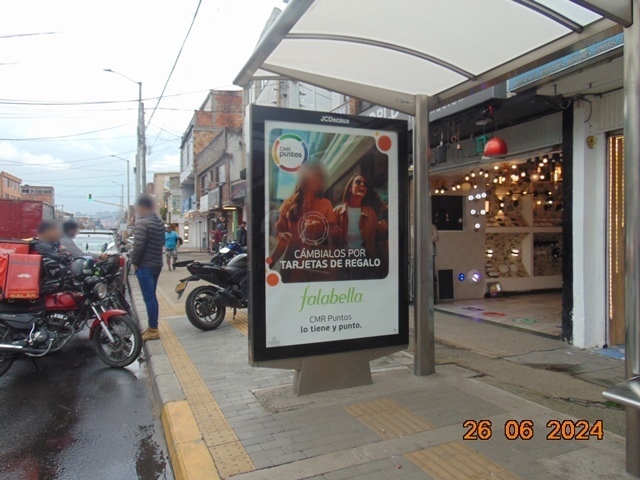 JCDecaux
CMR
puntos
CÁMBIALOS POR
TARJETAS DE REGALO
falabella.
CMR Puntos
lo tiene y punto.
26 06 2024